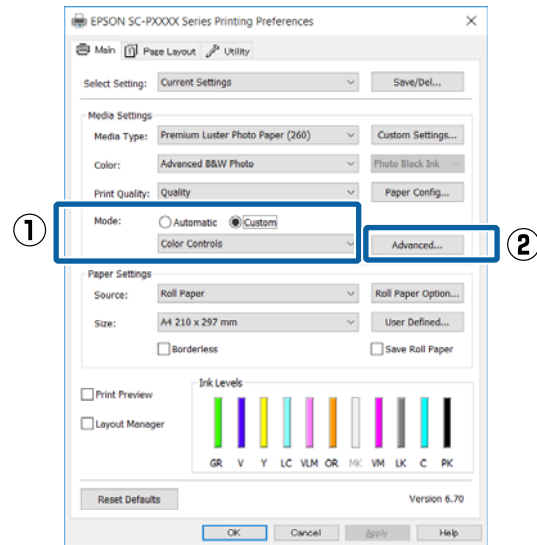 EPSON SC-PXXXX Series Printing Preferences
Main Page Layout Utility
Select Setting: Current Settings Save/Del...
Media Settings
Media Type: Premium Luster Photo Paper (260) Custom Settings...
Color: Advanced B&W Photo Photo Black Ink
Print Quality: Quality Paper Config...
① Mode: Automatic Custom
Color Controls Advanced... ②
Paper Settings
Source: Roll Paper Roll Paper Option...
Size: A4 210 x 297 mm User Defined...
Borderless Save Roll Paper
Print Preview
Layout Manager
Ink Levels
GR V Y LC VLM OR MK VM LK C PK
Reset Defaults Version 6.70
OK Cancel Apply Help